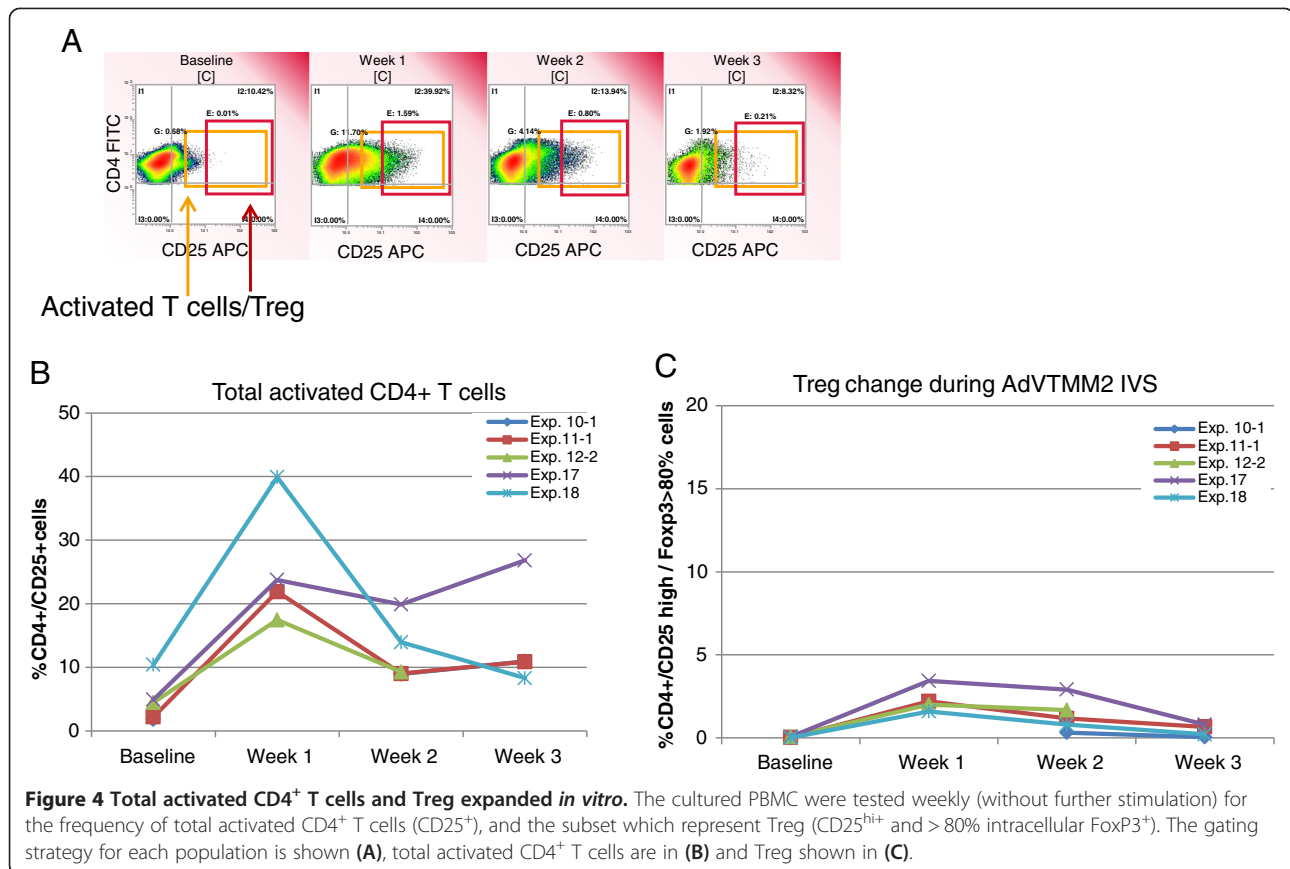 A
Baseline
[C]
Week 1
[C]
Week 2
[C]
Week 3
[C]
I1
I2:10.42%
E: 0.01%
G: 0.68%
I3:0.00%
I4:0.00%
I1
I2:39.92%
E: 1.59%
G: 11.70%
I3:0.00%
I4:0.00%
I1
I2:13.94%
E: 0.80%
G: 4.14%
I3:0.00%
I4:0.00%
I1
I2:8.32%
E: 0.21%
G: 1.92%
I3:0.00%
I4:0.00%
CD4 FITC
CD25 APC
CD25 APC
CD25 APC
CD25 APC
Activated T cells/Treg
B
Total activated CD4+ T cells
%CD4+/CD25+cells
50
40
30
20
10
0
Baseline
Week 1
Week 2
Week 3
Exp. 10-1
Exp.11-1
Exp. 12-2
Exp.17
Exp.18
C
Treg change during AdVTMM2 IVS
%CD4+/CD25 high / Foxp3>80% cells
20
15
10
5
0
Baseline
Week 1
Week 2
Week 3
Exp. 10-1
Exp.11-1
Exp. 12-2
Exp.17
Exp.18
Figure 4 Total activated CD4⁺ T cells and Treg expanded in vitro. The cultured PBMC were tested weekly (without further stimulation) for
the frequency of total activated CD4⁺ T cells (CD25⁺), and the subset which represent Treg (CD25ʰⁱ⁺ and > 80% intracellular FoxP3⁺). The gating
strategy for each population is shown (A), total activated CD4⁺ T cells are in (B) and Treg shown in (C).